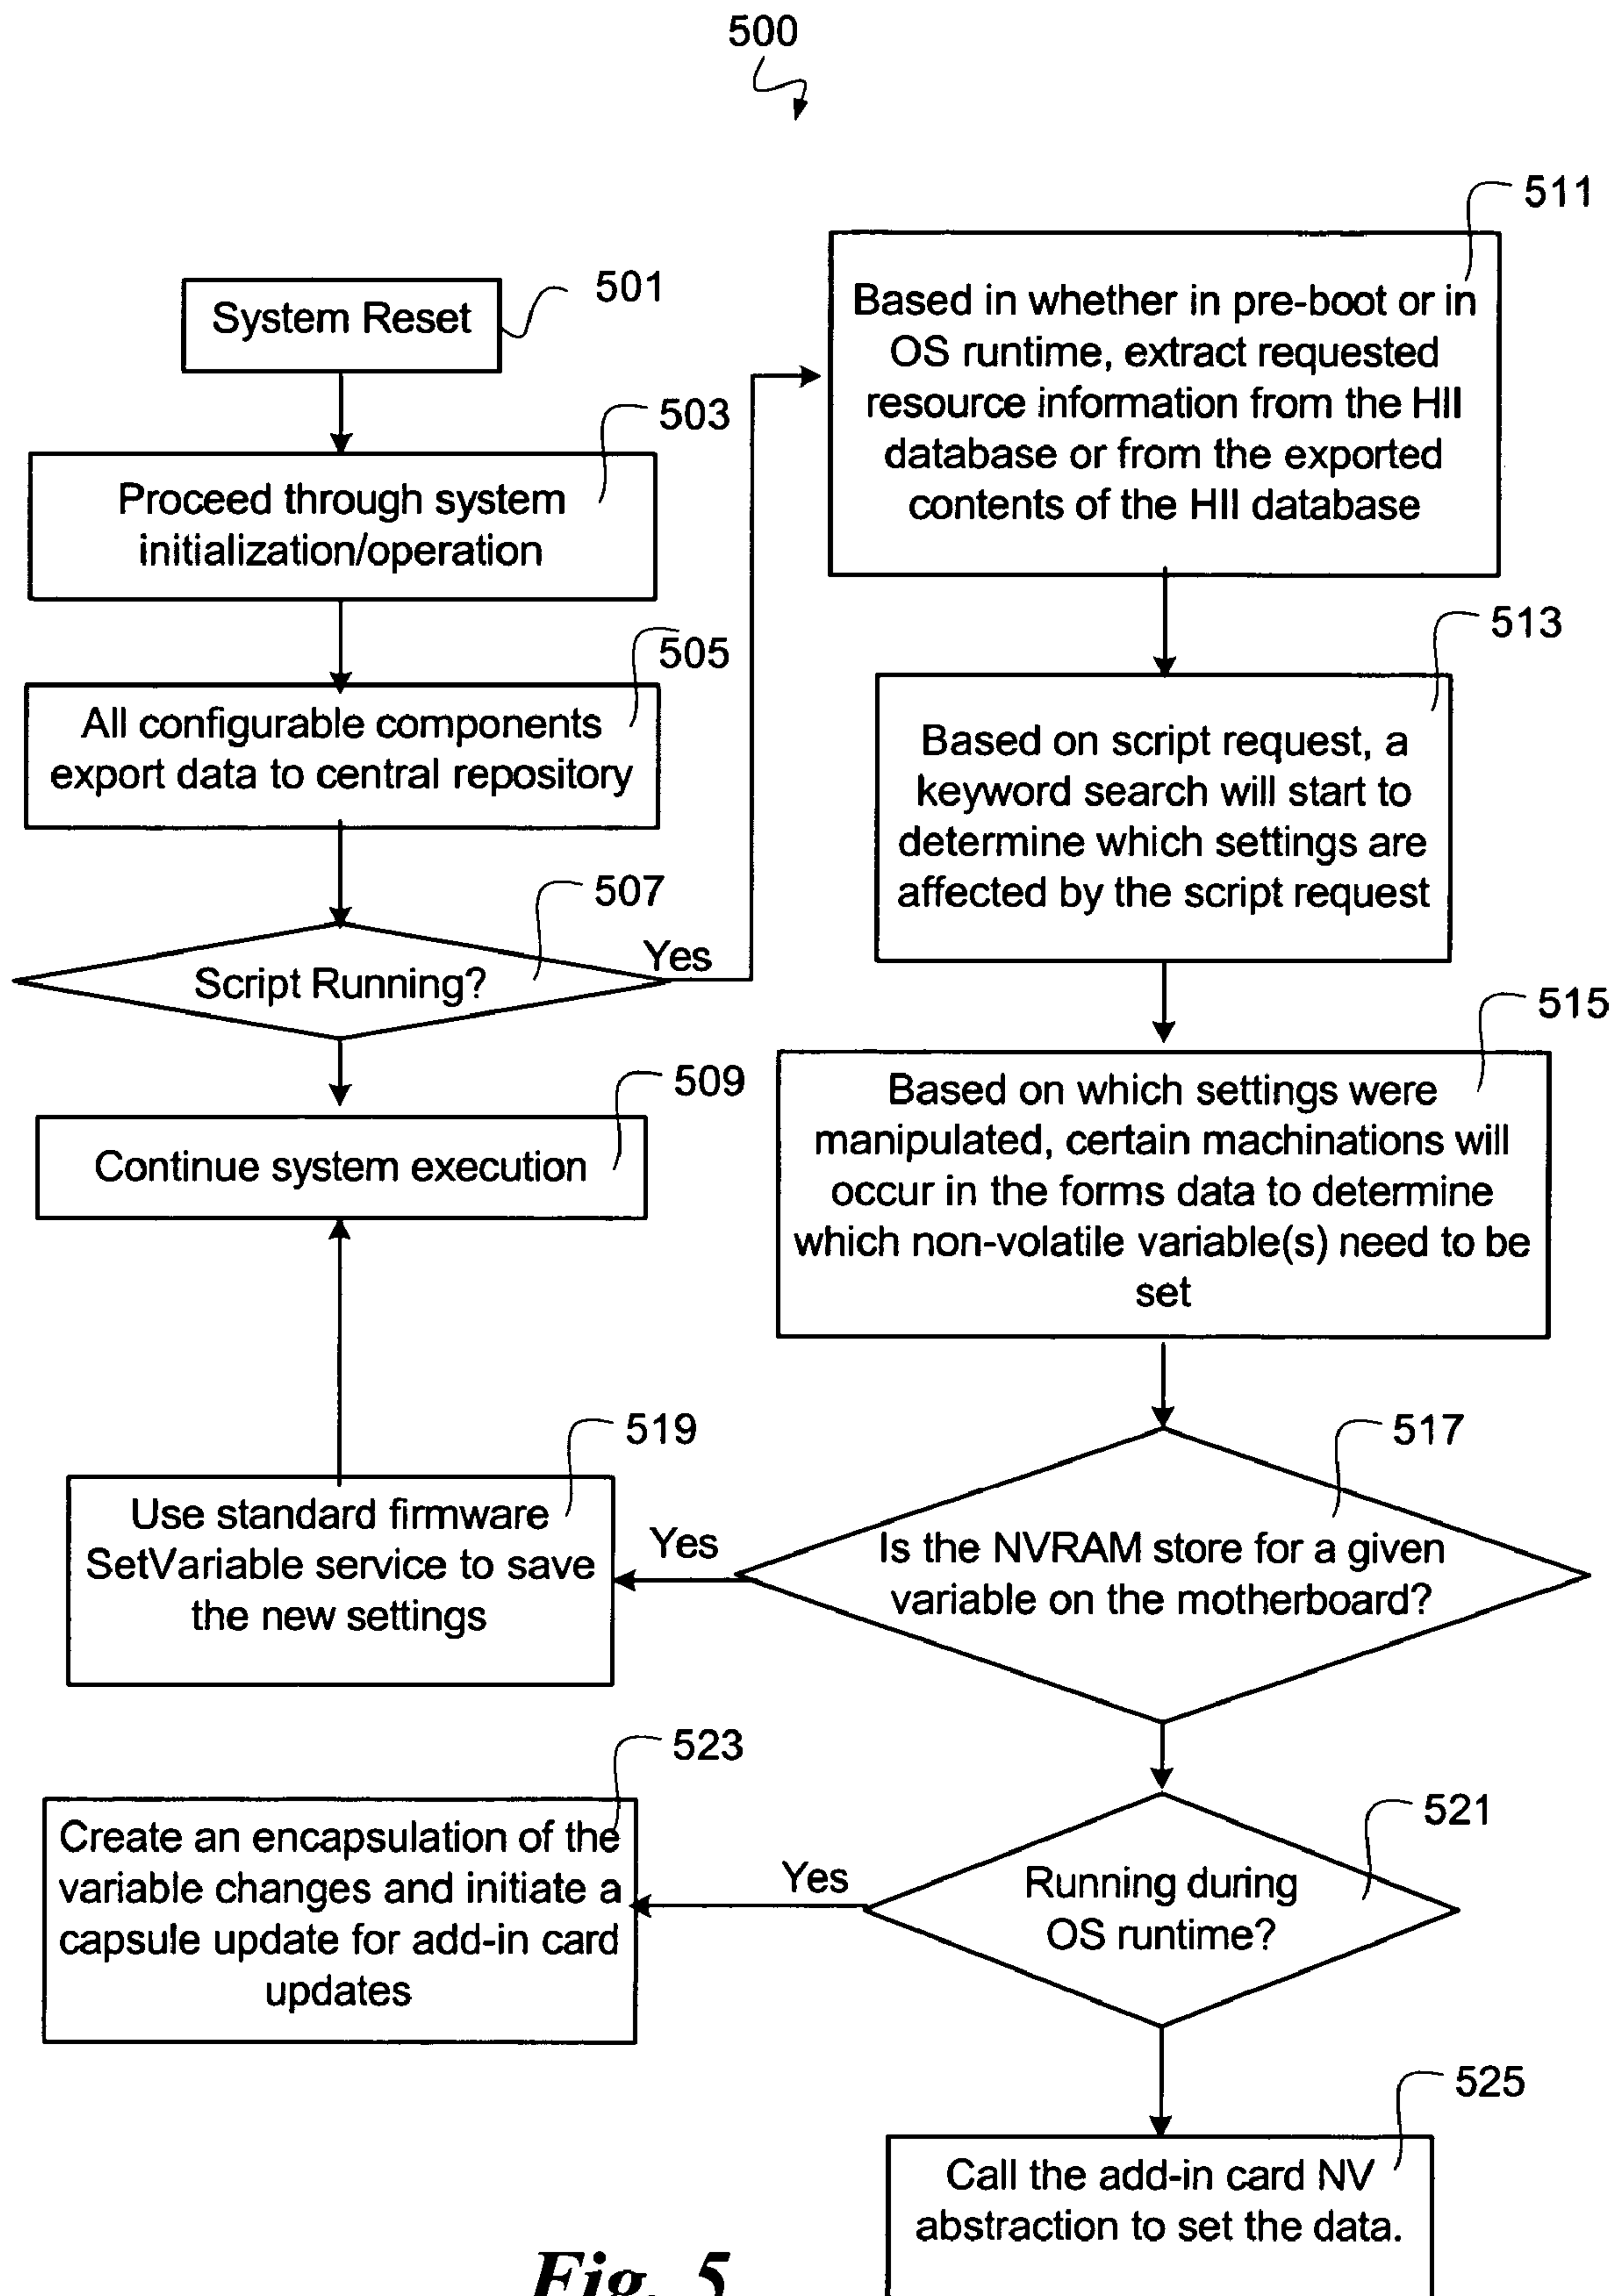 500
System Reset
501
Proceed through system
initialization/operation
503
All configurable components
export data to central repository
505
Script Running?
507
Yes
Continue system execution
509
Based in whether in pre-boot or in
OS runtime, extract requested
resource information from the HII
database or from the exported
contents of the HII database
511
Based on script request, a
keyword search will start to
determine which settings are
affected by the script request
513
Based on which settings were
manipulated, certain machinations will
occur in the forms data to determine
which non-volatile variable(s) need to be
set
515
Is the NVRAM store for a given
variable on the motherboard?
517
Yes
Use standard firmware
SetVariable service to save
the new settings
519
Running during
OS runtime?
521
Yes
Create an encapsulation of the
variable changes and initiate a
capsule update for add-in card
updates
523
Call the add-in card NV
abstraction to set the data.
525
Fig. 5